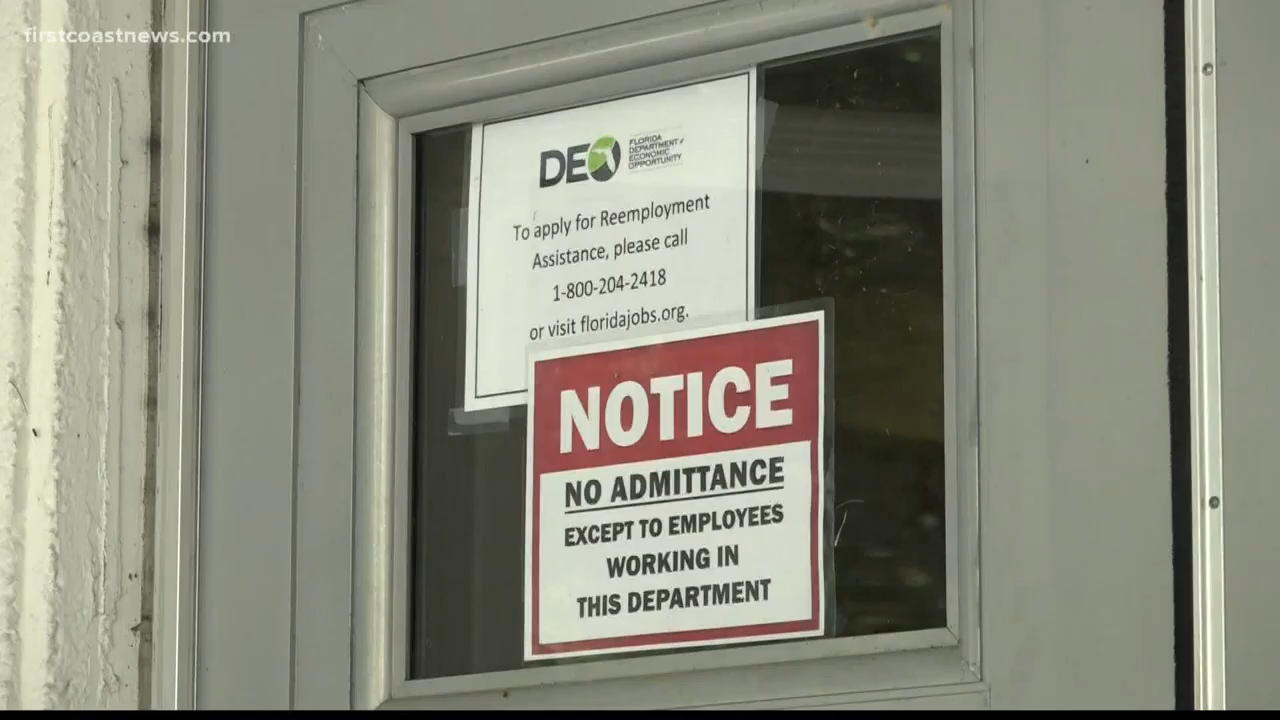 firstcoastnews.com
DEO
FLORIDA
DEPARTMENT of
ECONOMIC
OPPORTUNITY
To apply for Reemployment
Assistance, please call
1-800-204-2418
or visit floridajobs.org.
NOTICE
NO ADMITTANCE
EXCEPT TO EMPLOYEES
WORKING IN
THIS DEPARTMENT